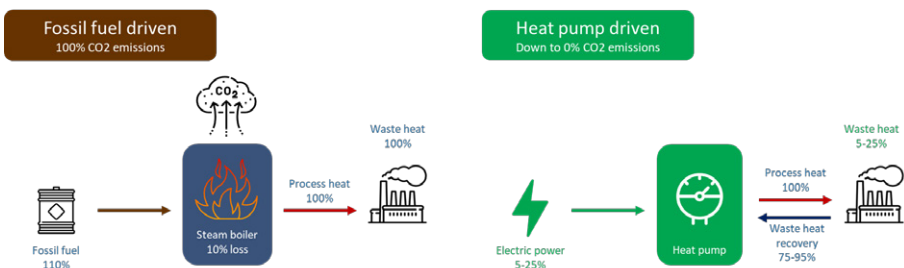 Fossil fuel driven
100% CO2 emissions
CO₂
Waste heat
100%
Process heat
100%
Steam boiler
10% loss
Fossil fuel
110%
Heat pump driven
Down to 0% CO2 emissions
Waste heat
5-25%
Process heat
100%
Waste heat
recovery
75-95%
Heat pump
Electric power
5-25%